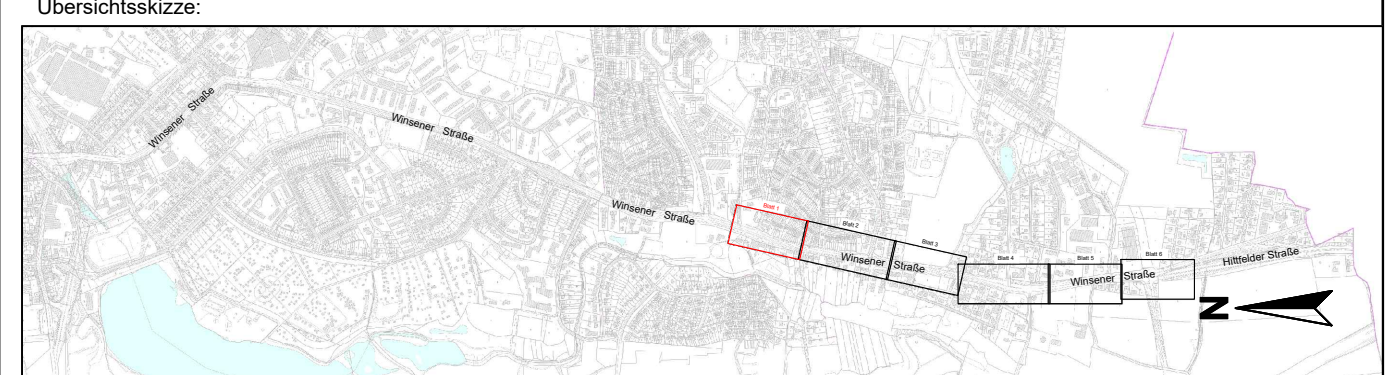 Übersichtsskizze:
Winsener Straße
Winsener Straße
Winsener Straße
Blatt 1
Blatt 2
Blatt 3
Winsener Straße
Blatt 4
Blatt 5
Blatt 6
Winsener Straße
Hittfelder Straße
N